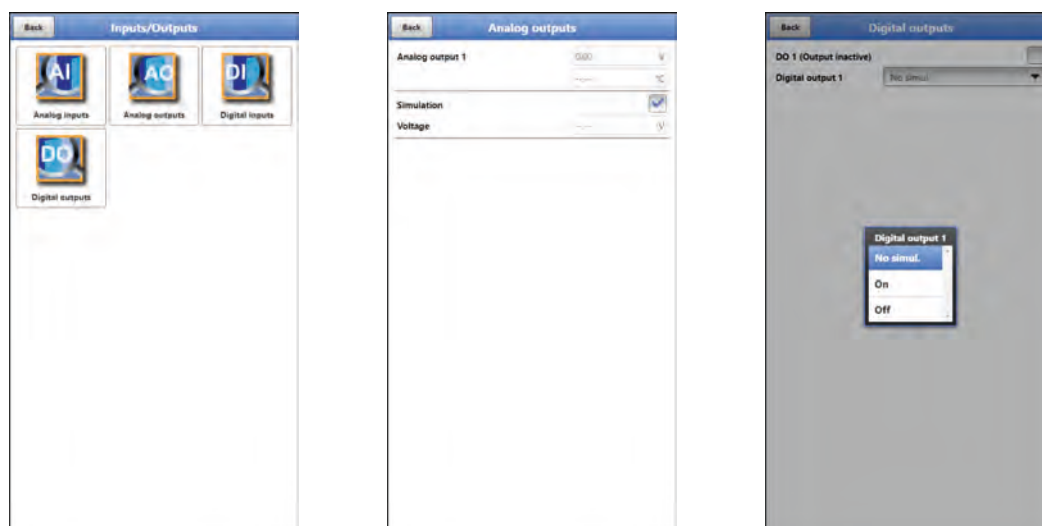 Back Inputs/Outputs
AI AO DI
Analog inputs Analog outputs Digital inputs
DO
Digital outputs
Back Analog outputs
Analog output 1 0.00 V
--.-- °C
Simulation
Voltage --.-- V
Back Digital outputs
DO 1 (Output inactive)
Digital output 1 No simul.
Digital output 1
No simul.
On
Off